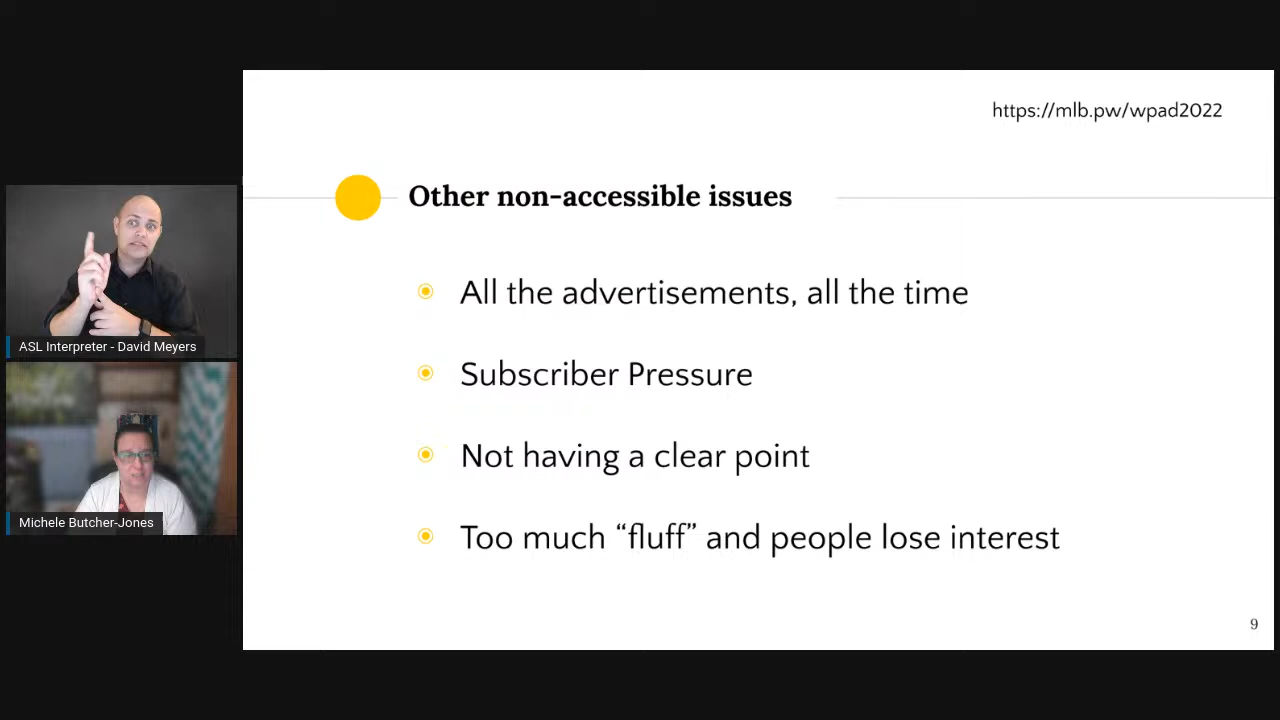 https://mlb.pw/wpad2022
Other non-accessible issues
All the advertisements, all the time
Subscriber Pressure
Not having a clear point
Too much “fluff” and people lose interest
9
ASL Interpreter - David Meyers
Michele Butcher-Jones